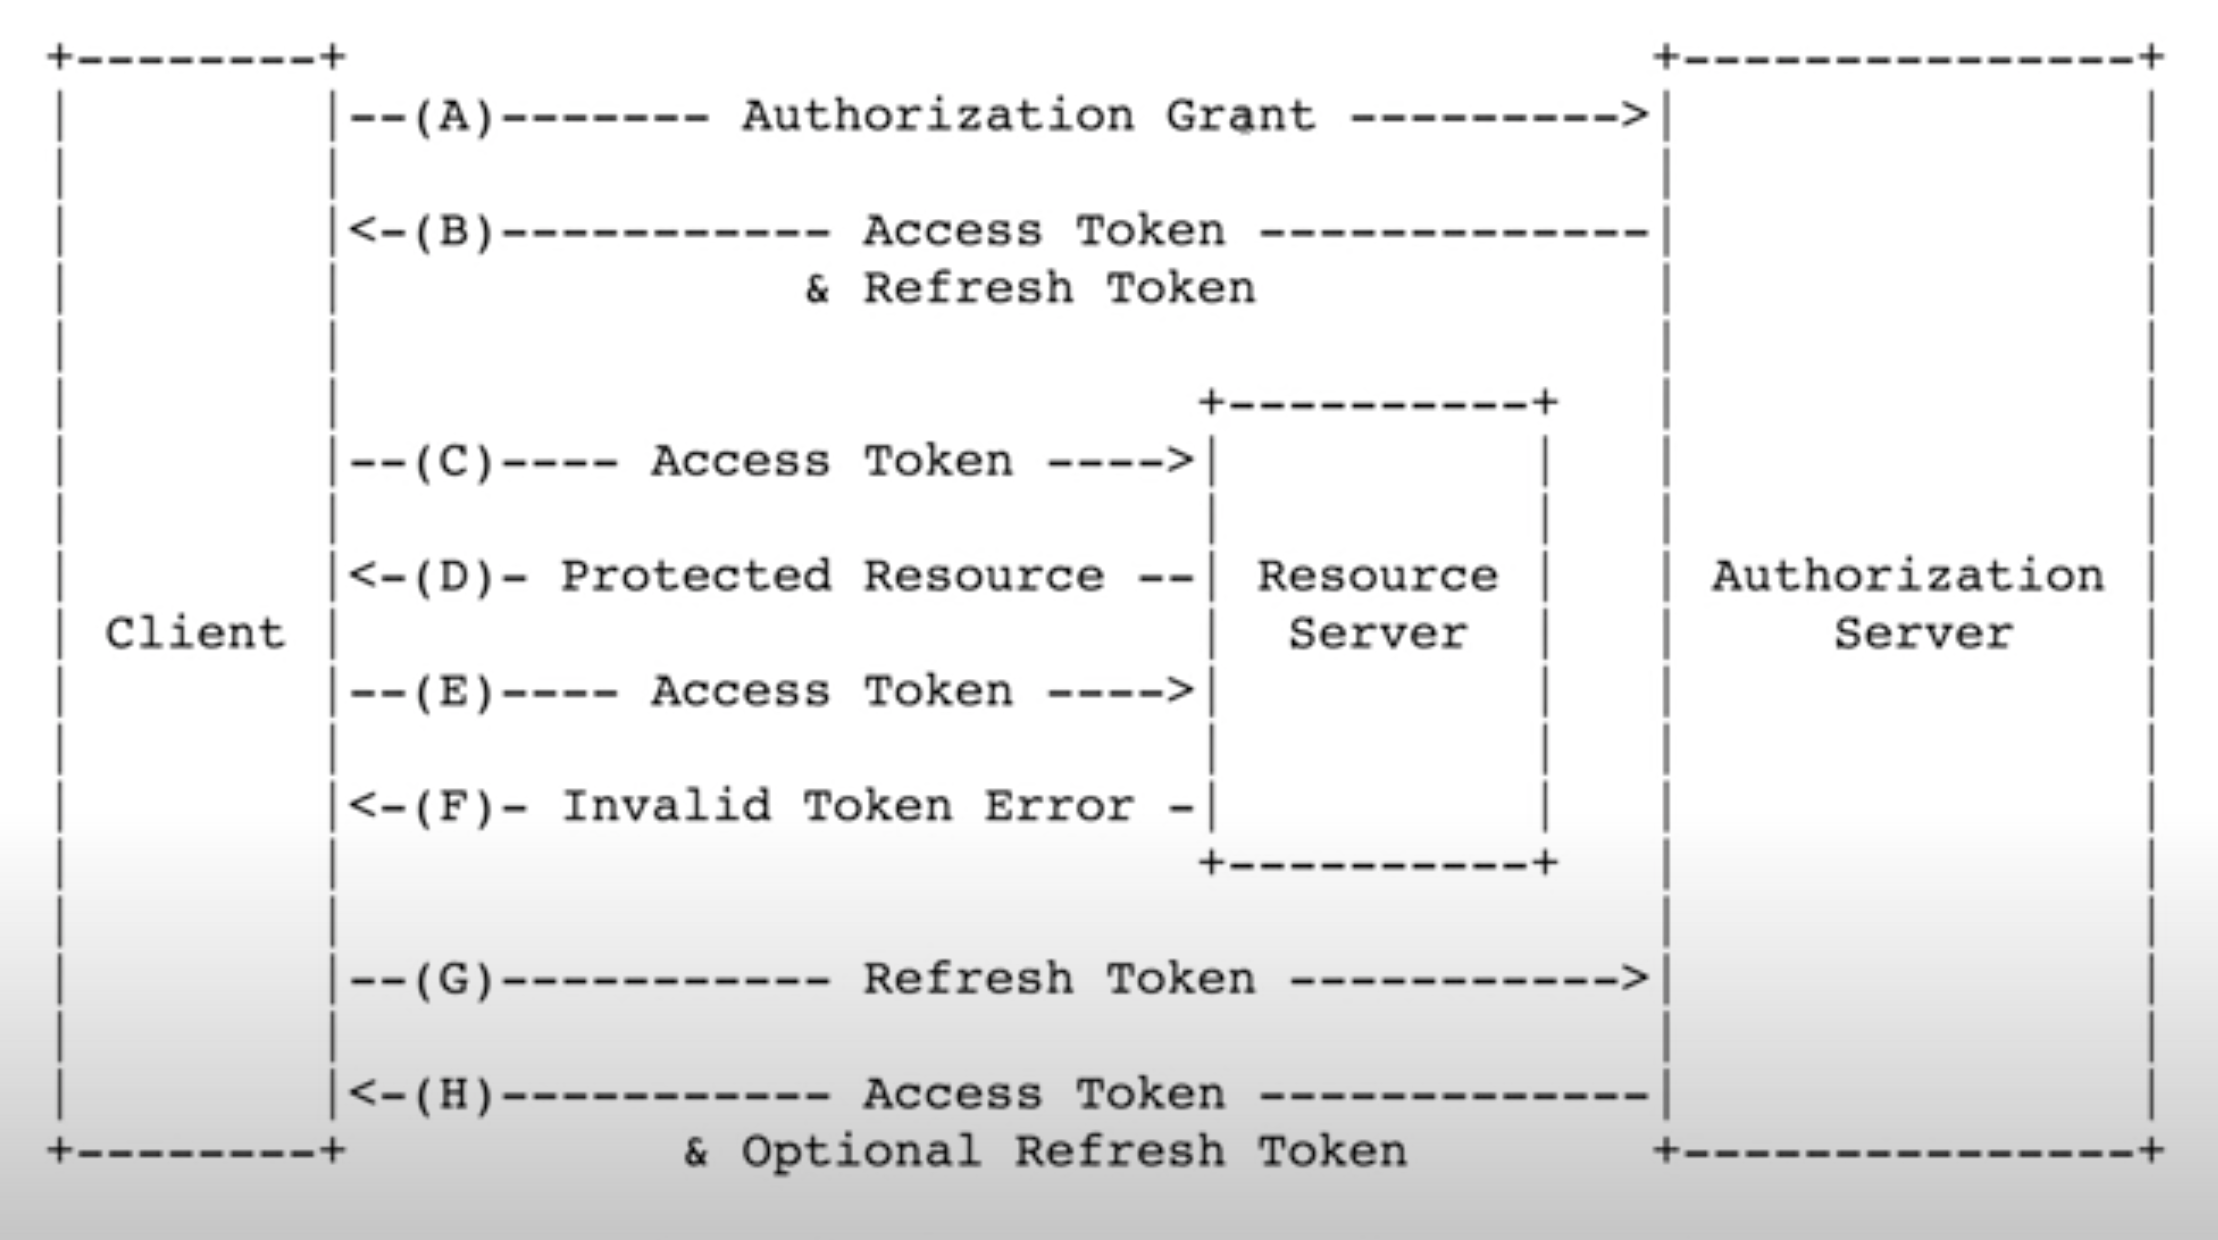 +--------+                                           +---------------+
|        |--(A)------- Authorization Grant --------->|               |
|        |                                           |               |
|        |<-(B)----------- Access Token -------------|               |
|        |               & Refresh Token             |               |
|        |                                           |               |
|        |                            +----------+   |               |
|        |--(C)---- Access Token ---->|          |   |               |
|        |                            |          |   |               |
|        |<-(D)- Protected Resource --| Resource |   | Authorization |
| Client |                            |  Server  |   |     Server    |
|        |--(E)---- Access Token ---->|          |   |               |
|        |                            |          |   |               |
|        |<-(F)- Invalid Token Error -|          |   |               |
|        |                            +----------+   |               |
|        |                                           |               |
|        |--(G)----------- Refresh Token ----------->|               |
|        |                                           |               |
|        |<-(H)----------- Access Token -------------|               |
+--------+           & Optional Refresh Token        +---------------+